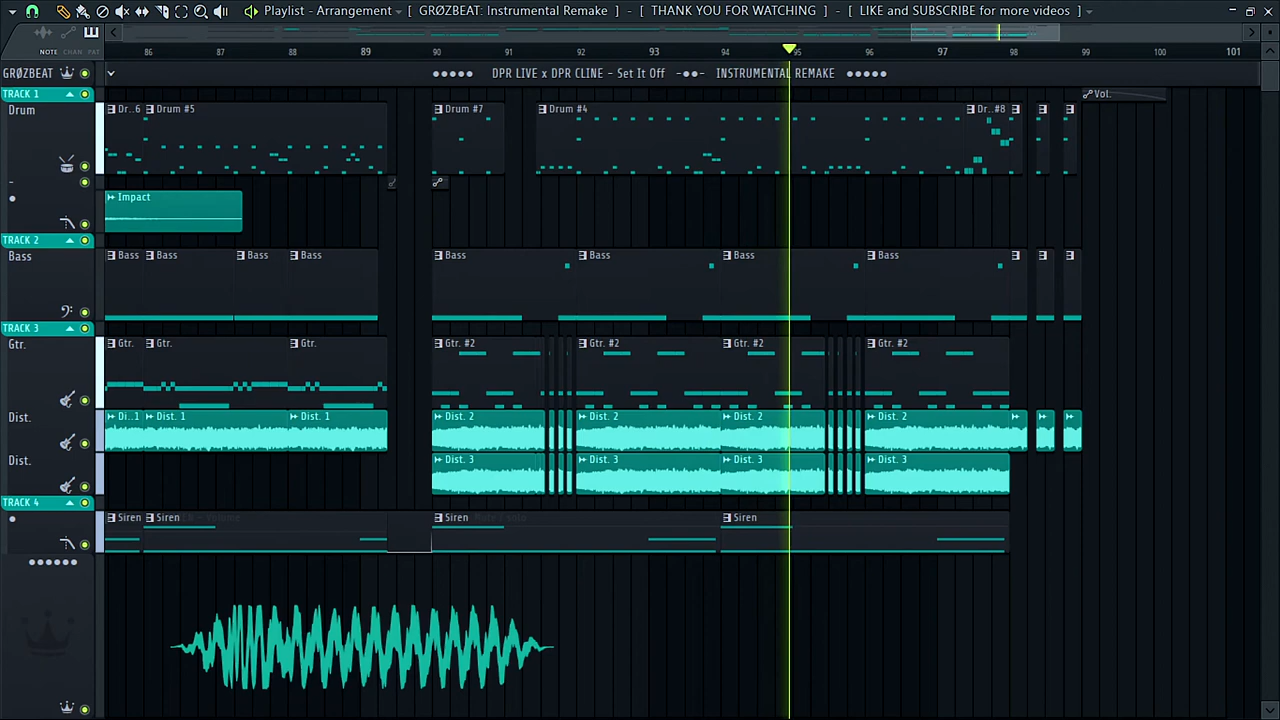 Playlist - Arrangement › [ GRØZBEAT: Instrumental Remake ] - [ THANK YOU FOR WATCHING ] - [ LIKE and SUBSCRIBE for more videos ]
NOTE CHAN PAT
86 87 88 89 90 91 92 93 94 95 96 97 98 99 100 101
GRØZBEAT
●●●●● DPR LIVE x DPR CLINE - Set It Off -●●- INSTRUMENTAL REMAKE ●●●●●
TRACK 1
Vol.
Drum
Dr..6 Drum #5 Drum #7 Drum #4 Dr..#8
Impact
TRACK 2
Bass
Bass Bass Bass Bass Bass Bass Bass Bass
TRACK 3
Gtr.
Gtr. Gtr. Gtr. Gtr. #2 Gtr. #2 Gtr. #2 Gtr. #2
Dist.
Di..1 Dist. 1 Dist. 1 Dist. 2 Dist. 2 Dist. 2 Dist. 2
Dist.
Dist. 3 Dist. 3 Dist. 3 Dist. 3
TRACK 4
Siren Siren Siren Siren